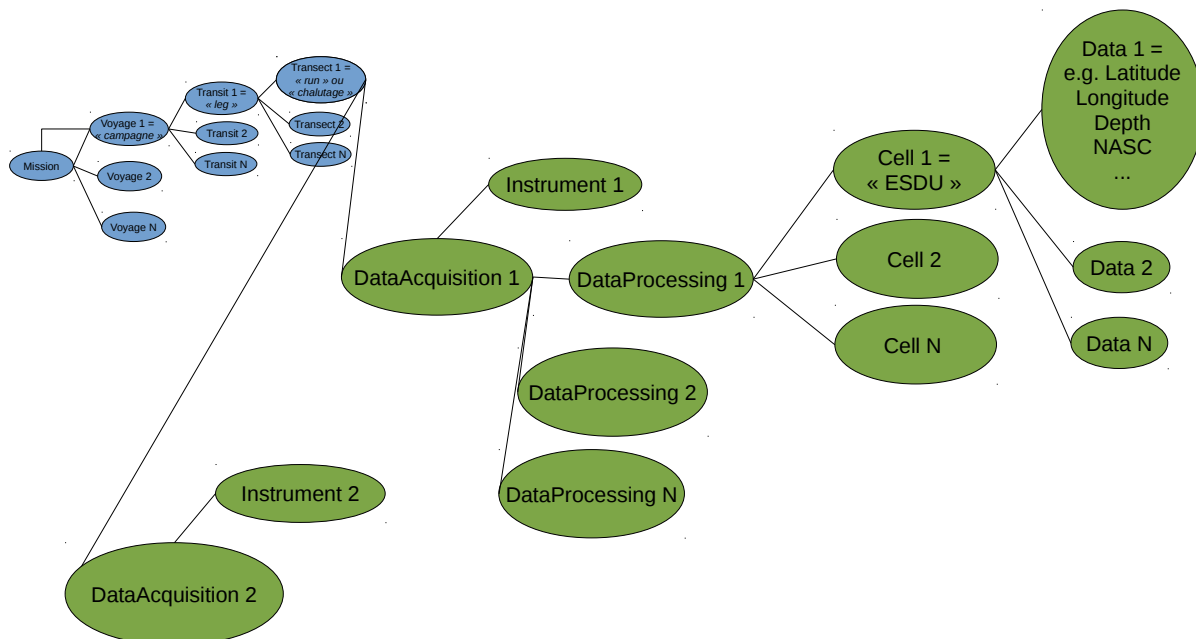 Mission
Voyage 1 =
« campagne »
Voyage 2
Voyage N
Transit 1 =
« leg »
Transit 2
Transit N
Transect 1 =
« run » ou
« chalutage »
Transect 2
Transect N
DataAcquisition 1
Instrument 1
DataProcessing 1
DataProcessing 2
DataProcessing N
Cell 1 =
« ESDU »
Cell 2
Cell N
Data 1 =
e.g. Latitude
Longitude
Depth
NASC
...
Data 2
Data N
Instrument 2
DataAcquisition 2